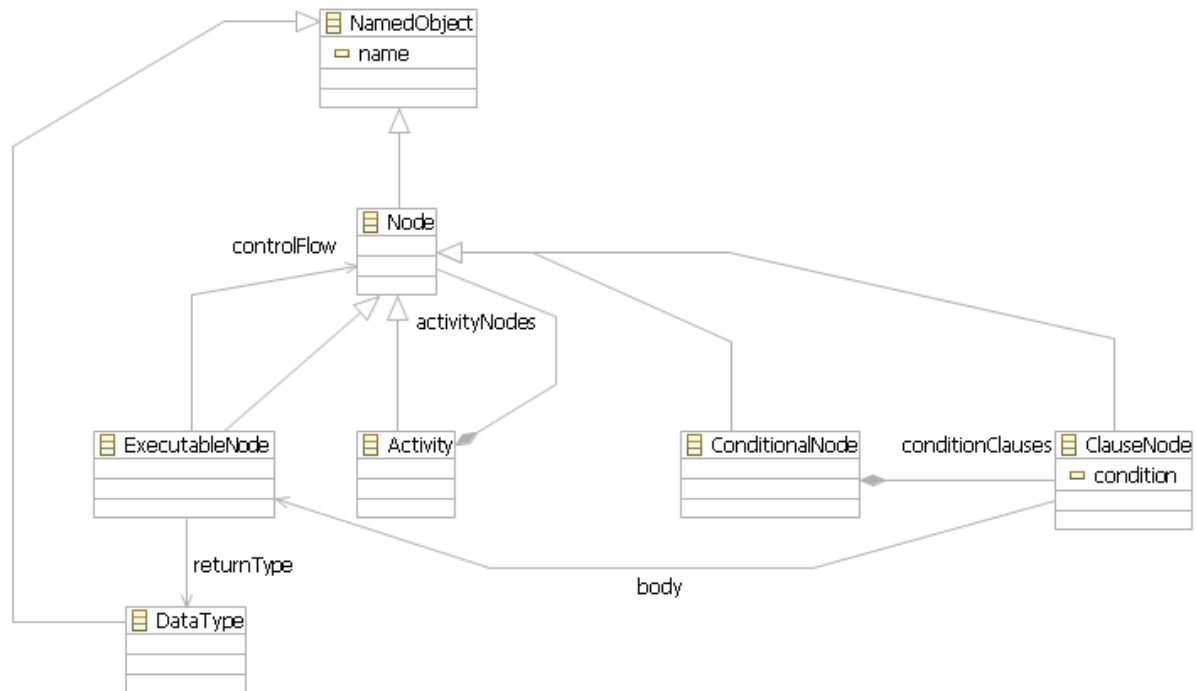 NamedObject
name
Node
controlFlow
activityNodes
ExecutableNode
Activity
ConditionalNode
conditionClauses
ClauseNode
condition
returnType
body
DataType